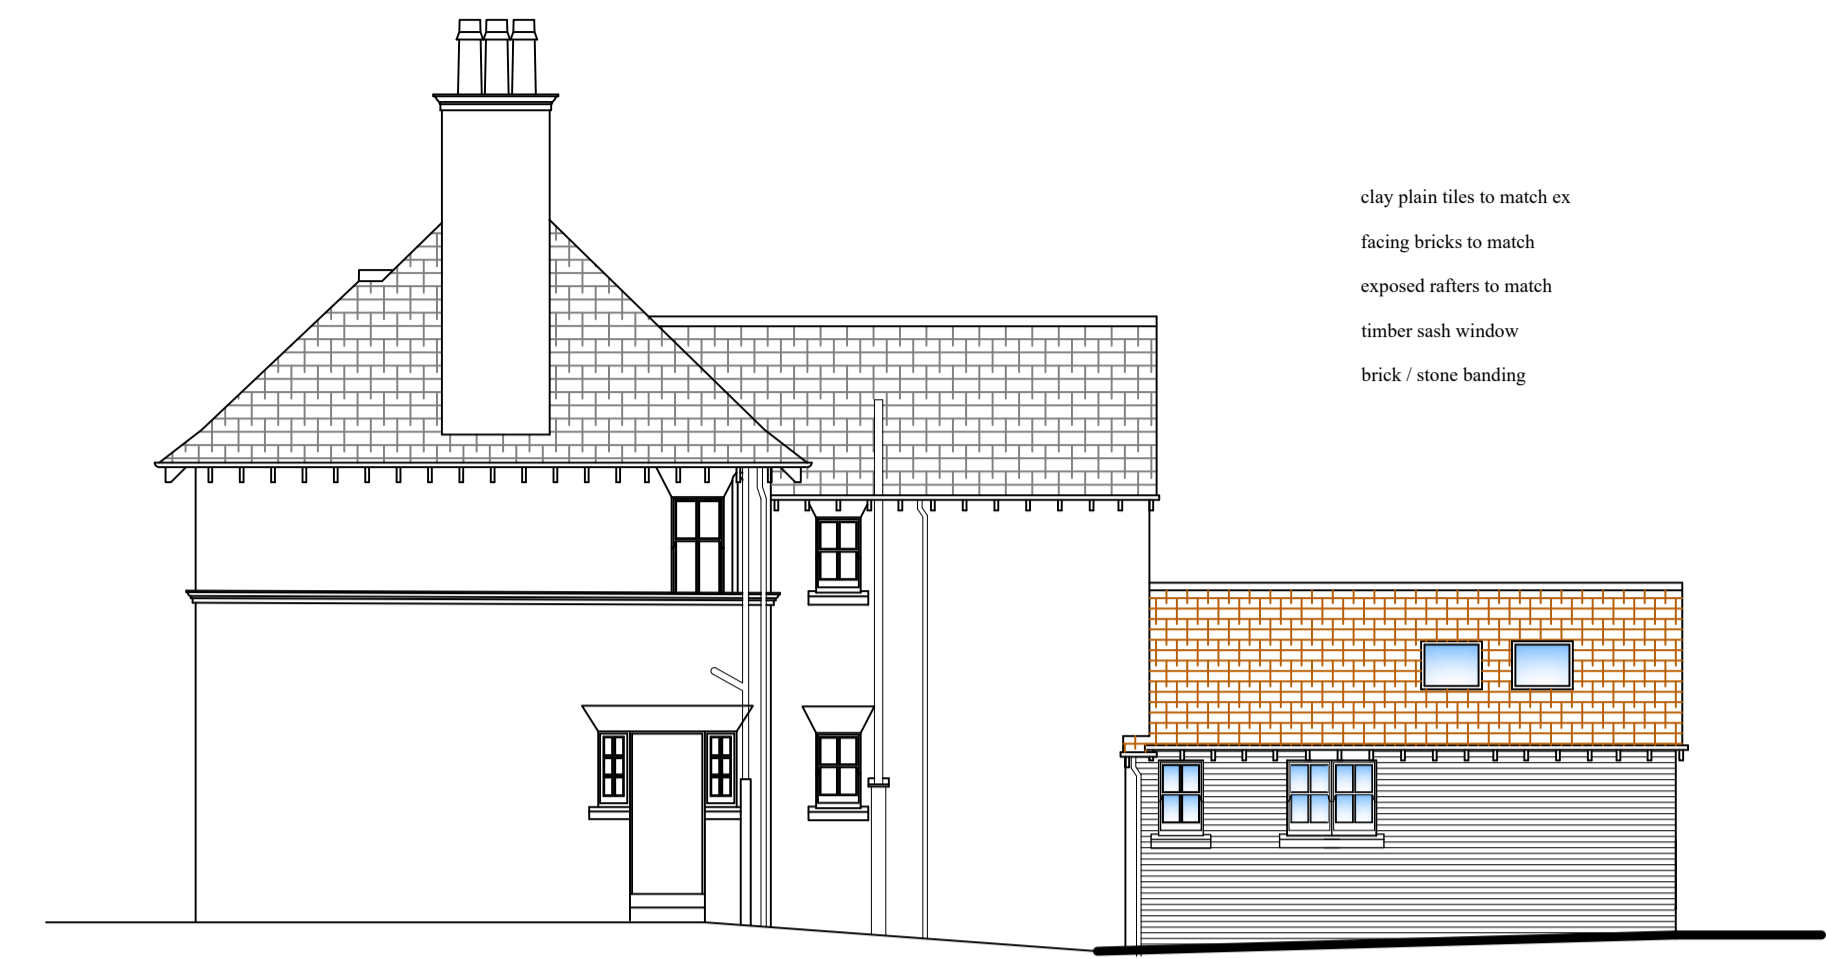 clay plain tiles to match ex
facing bricks to match
exposed rafters to match
timber sash window
brick / stone banding